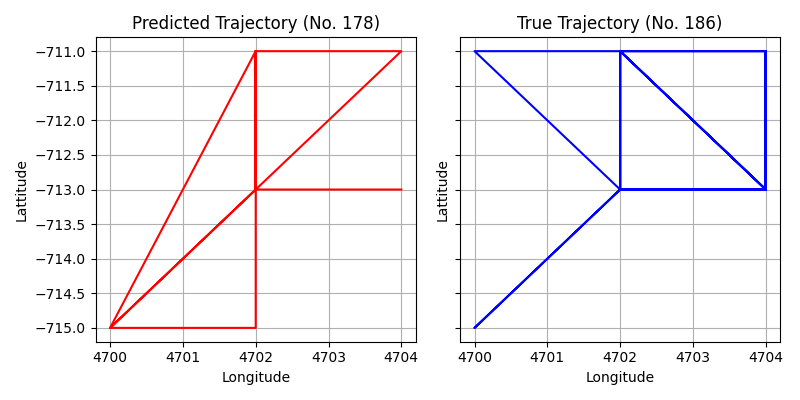 Predicted Trajectory (No. 178)
True Trajectory (No. 186)
−711.0
−711.5
−712.0
−712.5
−713.0
−713.5
−714.0
−714.5
−715.0
Lattitude
Lattitude
4700 4701 4702 4703 4704
4700 4701 4702 4703 4704
Longitude
Longitude